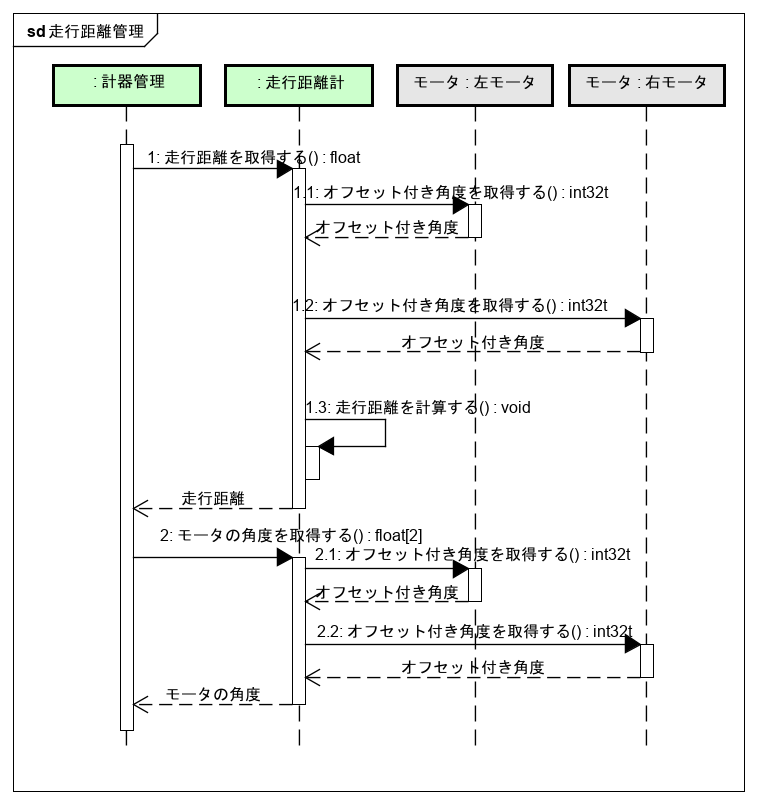 sd 走行距離管理
: 計器管理
: 走行距離計
モータ : 左モータ
モータ : 右モータ
1: 走行距離を取得する() : float
1.1: オフセット付き角度を取得する() : int32t
オフセット付き角度
1.2: オフセット付き角度を取得する() : int32t
オフセット付き角度
1.3: 走行距離を計算する() : void
走行距離
2: モータの角度を取得する() : float[2]
2.1: オフセット付き角度を取得する() : int32t
オフセット付き角度
2.2: オフセット付き角度を取得する() : int32t
オフセット付き角度
モータの角度